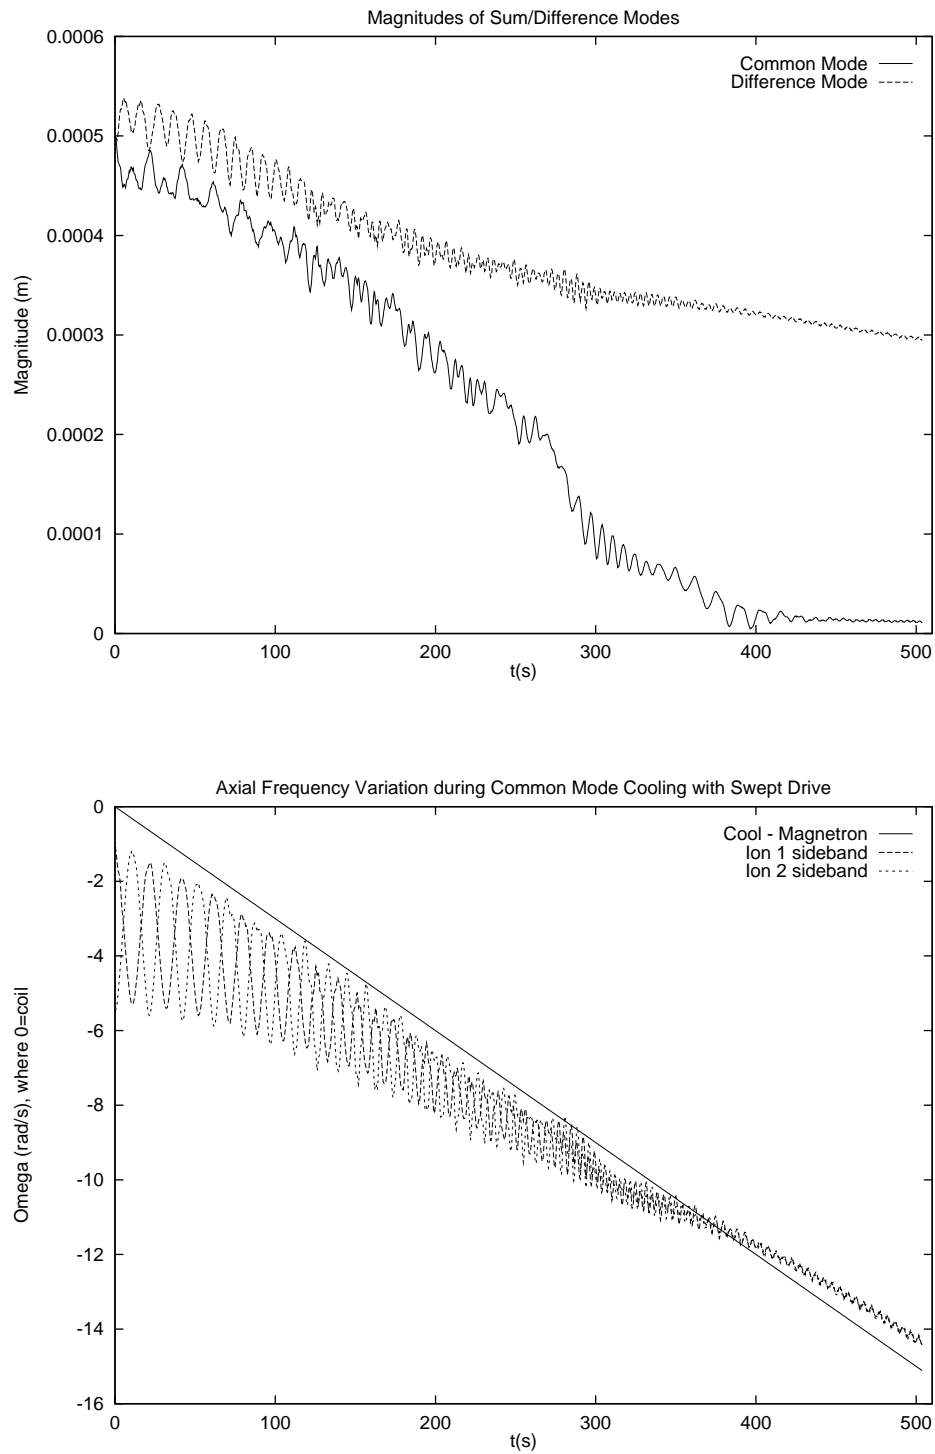 Magnitudes of Sum/Difference Modes
0.0006
Common Mode
Difference Mode
0.0005
0.0004
Magnitude (m)
0.0003
0.0002
0.0001
0
0 100 200 300 400 500
t(s)
Axial Frequency Variation during Common Mode Cooling with Swept Drive
0
Cool - Magnetron
Ion 1 sideband
Ion 2 sideband
-2
-4
-6
Omega (rad/s), where 0=coil
-8
-10
-12
-14
-16
0 100 200 300 400 500
t(s)